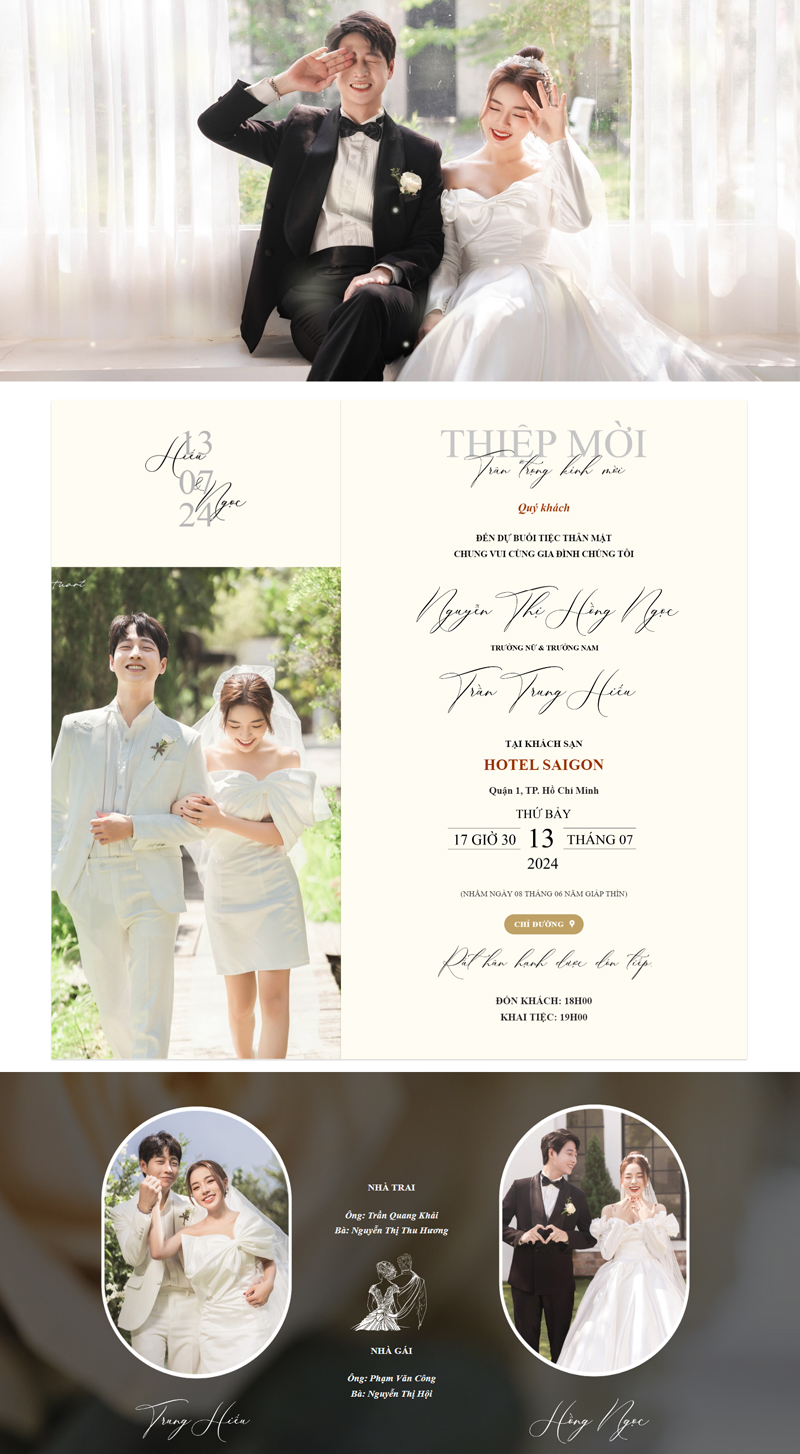 13
Hiếu
07
&
Ngọc
24
THIỆP MỜI
Trân trọng kính mời
Quý khách
ĐẾN DỰ BUỔI TIỆC THÂN MẬT
CHUNG VUI CÙNG GIA ĐÌNH CHÚNG TÔI
Nguyễn Thị Hồng Ngọc
TRƯỞNG NỮ & TRƯỞNG NAM
Trần Trung Hiếu
TẠI KHÁCH SẠN
HOTEL SAIGON
Quận 1, TP. Hồ Chí Minh
THỨ BẢY
17 GIỜ 30 13 THÁNG 07
2024
(NHẰM NGÀY 08 THÁNG 06 NĂM GIÁP THÌN)
CHỈ ĐƯỜNG
Rất hân hạnh được đón tiếp.
ĐÓN KHÁCH: 18H00
KHAI TIỆC: 19H00
NHÀ TRAI
Ông: Trần Quang Khải
Bà: Nguyễn Thị Thu Hương
NHÀ GÁI
Ông: Phạm Văn Công
Bà: Nguyễn Thị Hội
Trung Hiếu
Hồng Ngọc